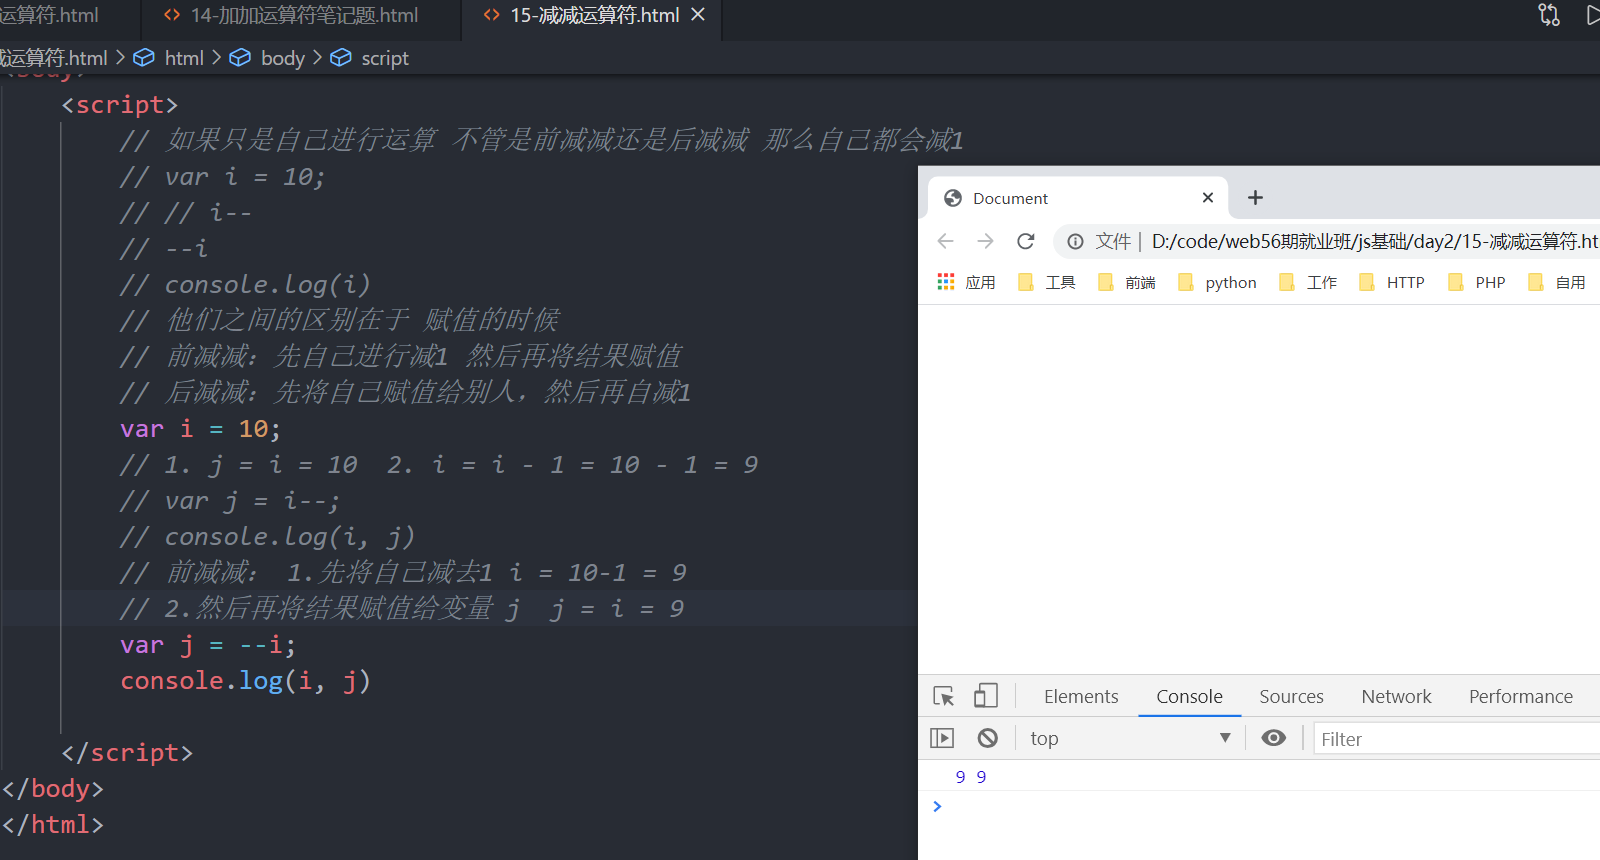 运算符.html
14-加加运算符笔记题.html
15-减减运算符.html
减运算符.html > html > body > script
<body>
<script>
// 如果只是自己进行运算 不管是前减减还是后减减 那么自己都会减1
// var i = 10;
// // i--
// --i
// console.log(i)
// 他们之间的区别在于 赋值的时候
// 前减减：先自己进行减1 然后再将结果赋值
// 后减减：先将自己赋值给别人，然后再自减1
var i = 10;
// 1. j = i = 10  2. i = i - 1 = 10 - 1 = 9
// var j = i--;
// console.log(i, j)
// 前减减： 1.先将自己减去1 i = 10-1 = 9
// 2.然后再将结果赋值给变量 j  j = i = 9
var j = --i;
console.log(i, j)
</script>
</body>
</html>
Document
文件 | D:/code/web56期就业班/js基础/day2/15-减减运算符.ht
应用 工具 前端 python 工作 HTTP PHP 自用
Elements Console Sources Network Performance
top Filter
9 9